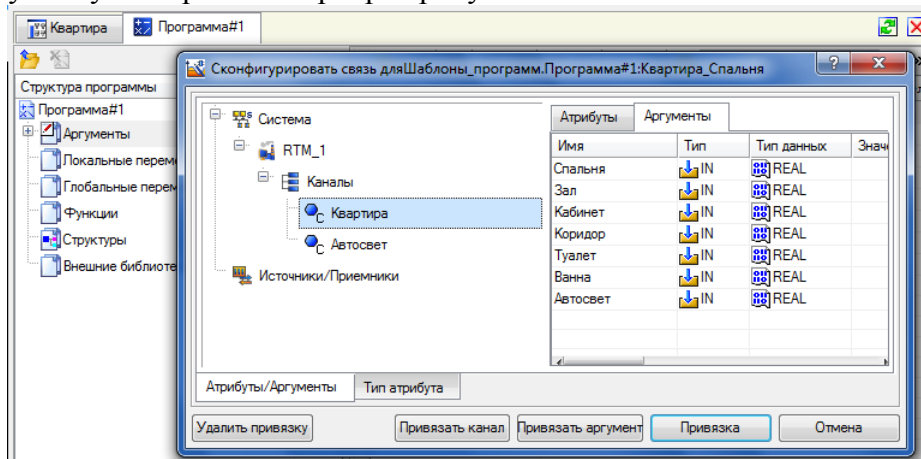 Квартира
Программа#1
Структура программы
Программа#1
Аргументы
Локальные перем
Глобальные перем
Функции
Структуры
Внешние библиоте
Сконфигурировать связь дляШаблоны_программ.Программа#1:Квартира_Спальня
Система
RTM_1
Каналы
C Квартира
C Автосвет
Источники/Приемники
Атрибуты Аргументы
Имя Тип Тип данных Значе
Спальня IN REAL
Зал IN REAL
Кабинет IN REAL
Коридор IN REAL
Туалет IN REAL
Ванна IN REAL
Автосвет IN REAL
Атрибуты/Аргументы Тип атрибута
Удалить привязку Привязать канал Привязать аргумент Привязка Отмена